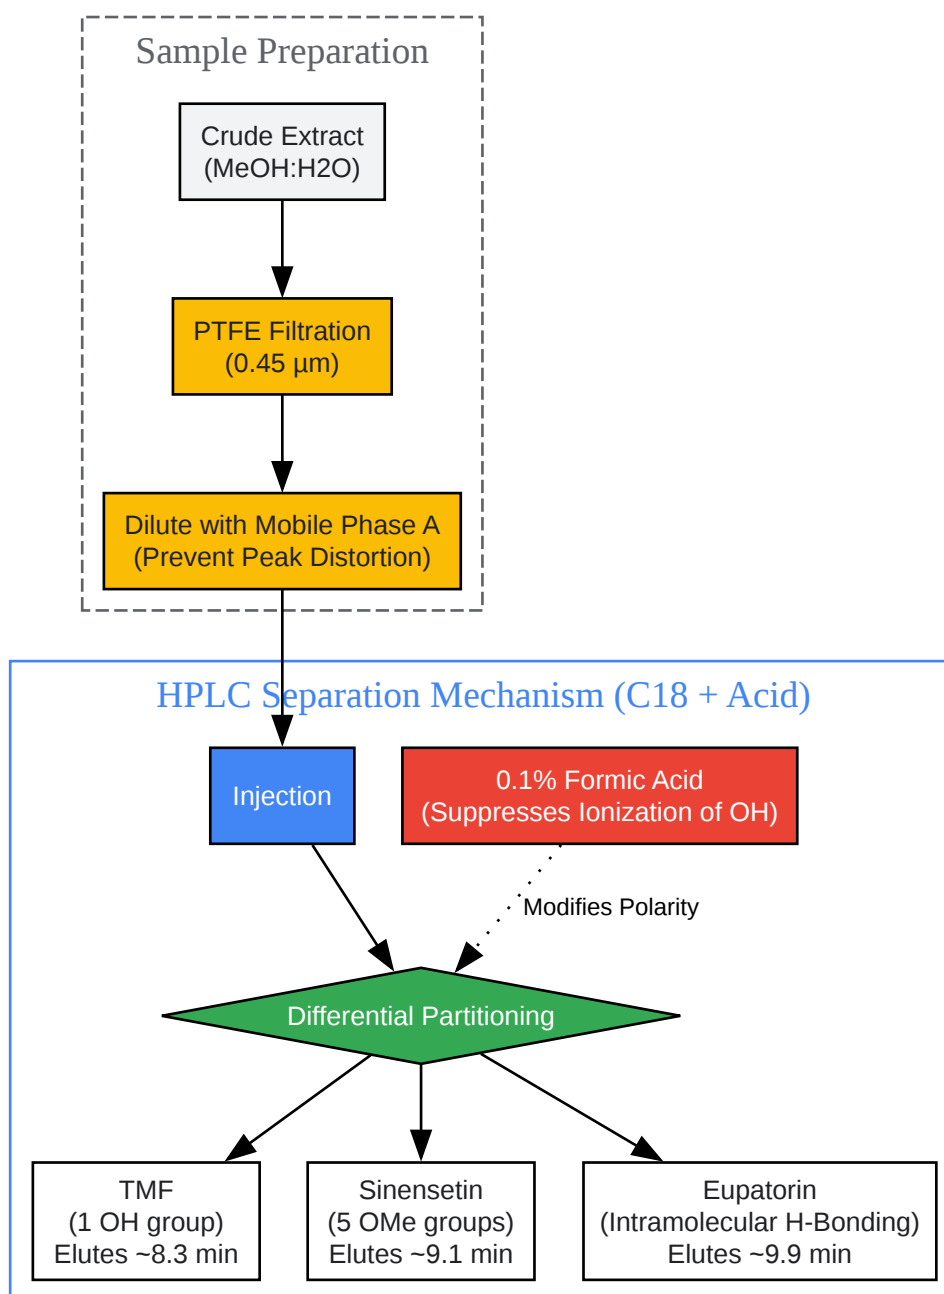 Sample Preparation
Crude Extract
(MeOH:H2O)
PTFE Filtration
(0.45 µm)
Dilute with Mobile Phase A
(Prevent Peak Distortion)
HPLC Separation Mechanism (C18 + Acid)
Injection
0.1% Formic Acid
(Suppresses Ionization of OH)
Modifies Polarity
Differential Partitioning
TMF
(1 OH group)
Elutes ~8.3 min
Sinensetin
(5 OMe groups)
Elutes ~9.1 min
Eupatorin
(Intramolecular H-Bonding)
Elutes ~9.9 min